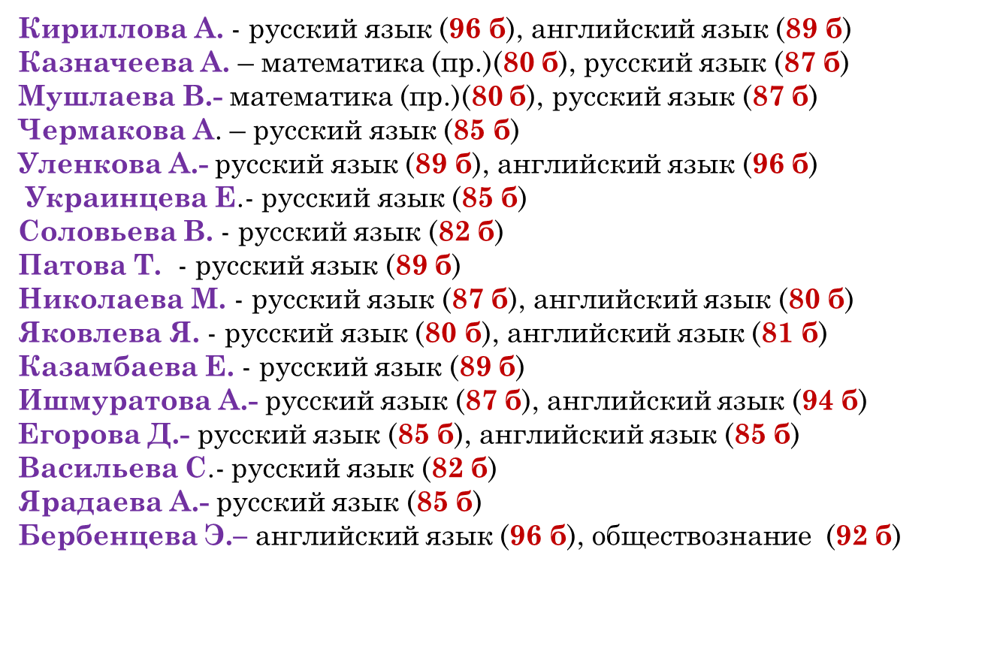 Кириллова А. - русский язык (96 б), английский язык (89 б)
Казначеева А. – математика (пр.)(80 б), русский язык (87 б)
Мушлаева В.- математика (пр.)(80 б), русский язык (87 б)
Чермакова А. – русский язык (85 б)
Уленкова А.- русский язык (89 б), английский язык (96 б)
Украинцева Е.- русский язык (85 б)
Соловьева В. - русский язык (82 б)
Патова Т.  - русский язык (89 б)
Николаева М. - русский язык (87 б), английский язык (80 б)
Яковлева Я. - русский язык (80 б), английский язык (81 б)
Казамбаева Е. - русский язык (89 б)
Ишмуратова А.- русский язык (87 б), английский язык (94 б)
Егорова Д.- русский язык (85 б), английский язык (85 б)
Васильева С.- русский язык (82 б)
Ярадаева А.- русский язык (85 б)
Бербенцева Э.– английский язык (96 б), обществознание  (92 б)